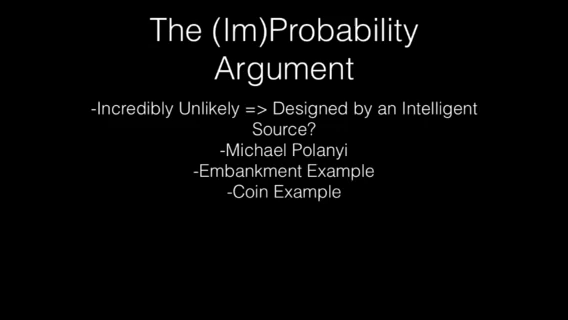 The (Im)Probability
Argument
-Incredibly Unlikely => Designed by an Intelligent
Source?
-Michael Polanyi
-Embankment Example
-Coin Example